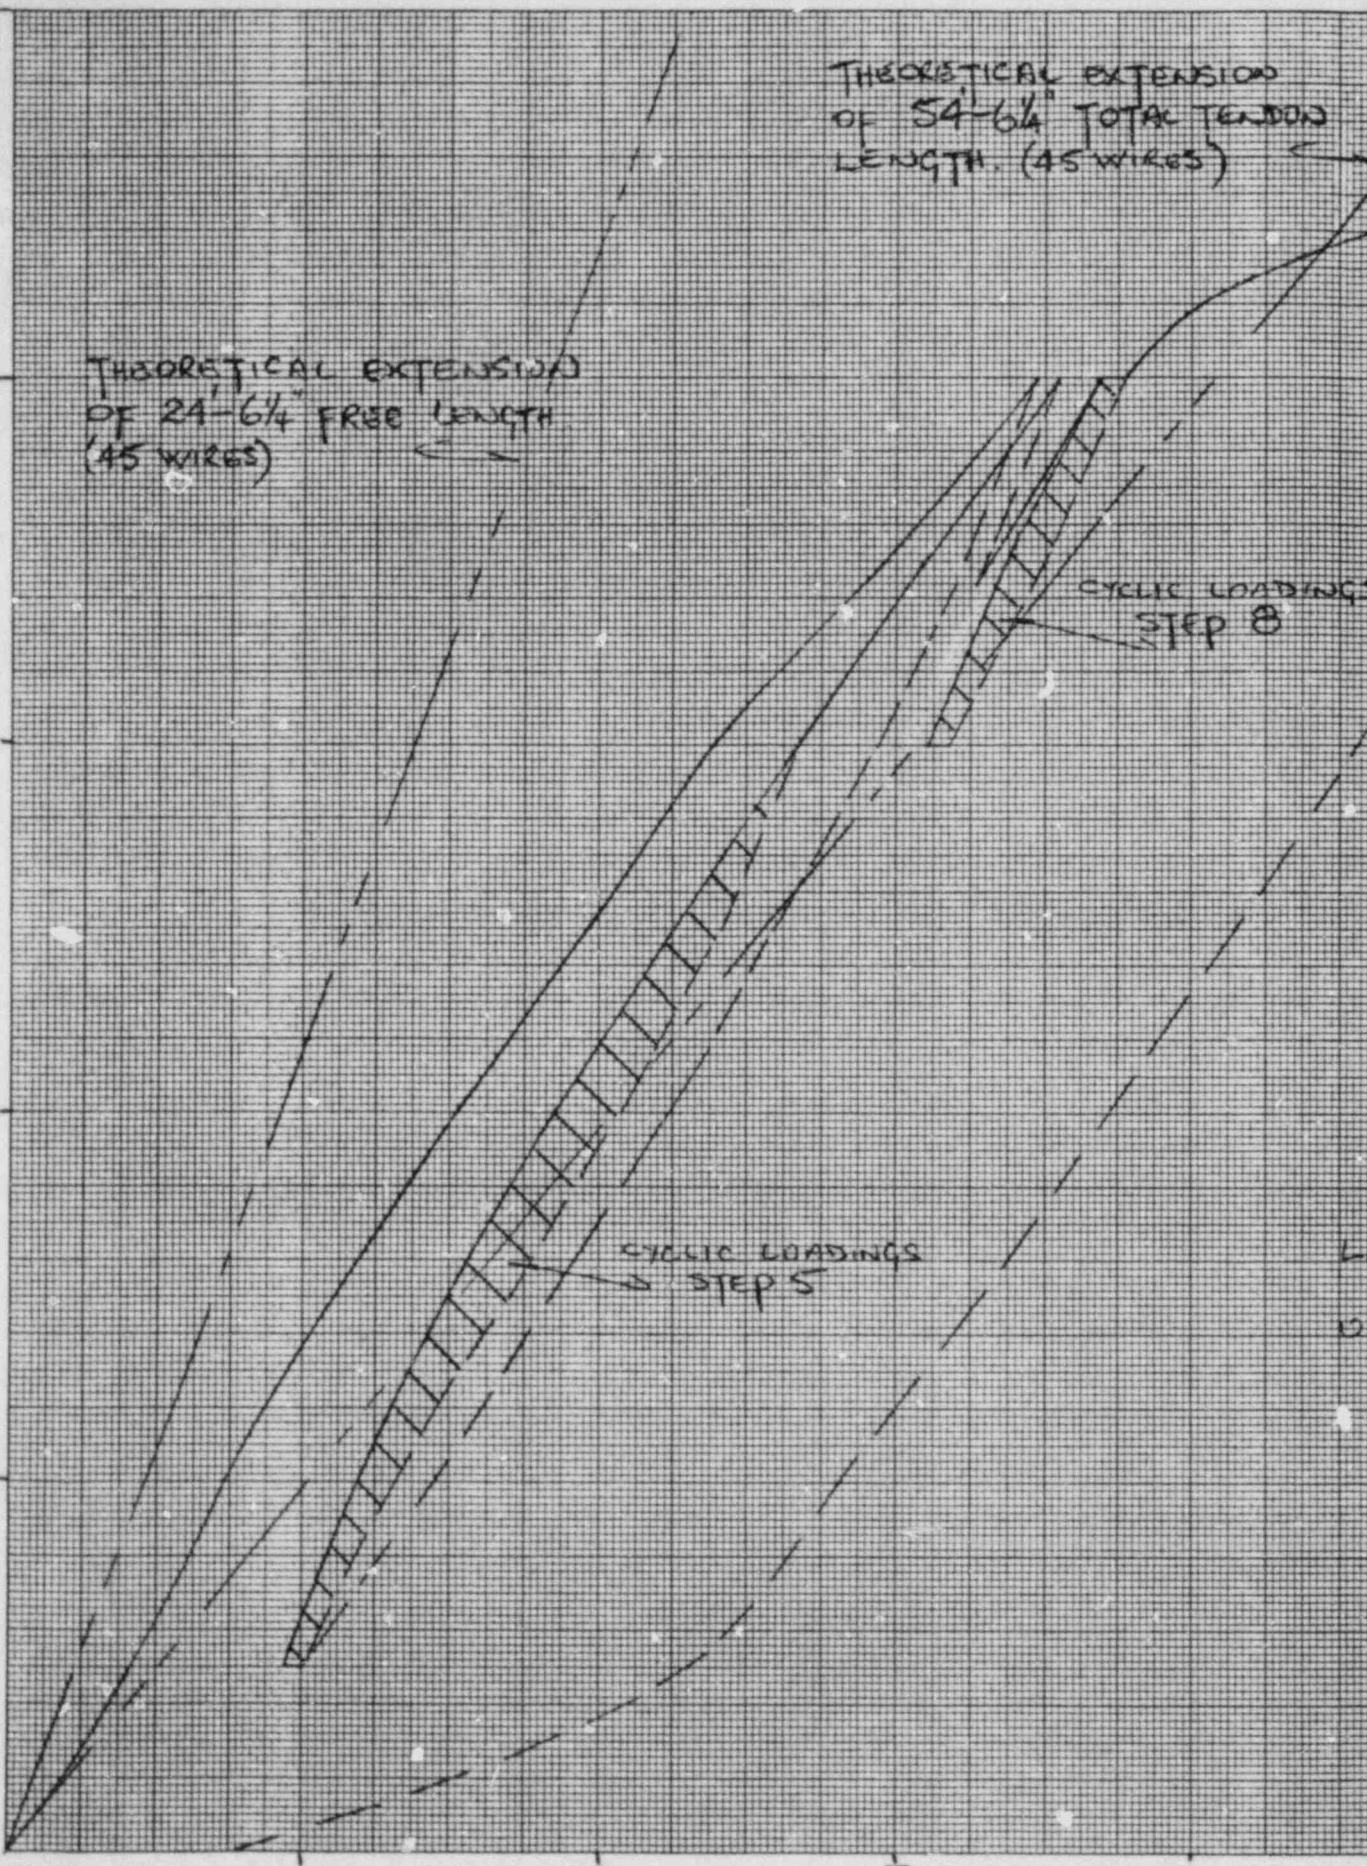 THEORETICAL EXTENSION
OF 54'-6¼" TOTAL TENDON
LENGTH. (45 WIRES)
THEORETICAL EXTENSION
OF 24'-6¼" FREE LENGTH
(45 WIRES)
CYCLIC LOADINGS
STEP 8
CYCLIC LOADINGS
STEP 5